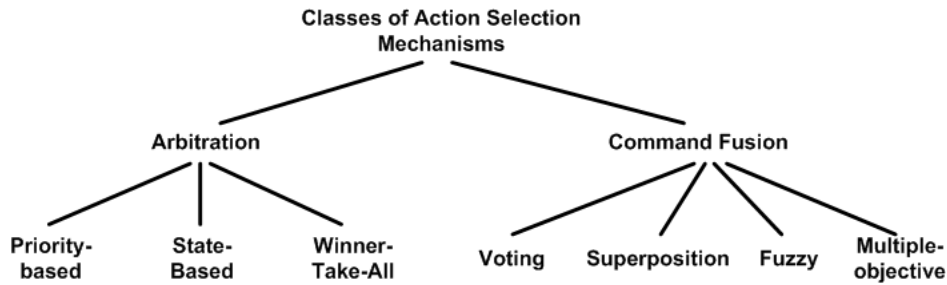 Classes of Action Selection
Mechanisms
Arbitration
Command Fusion
Priority-
based
State-
Based
Winner-
Take-All
Voting
Superposition
Fuzzy
Multiple-
objective